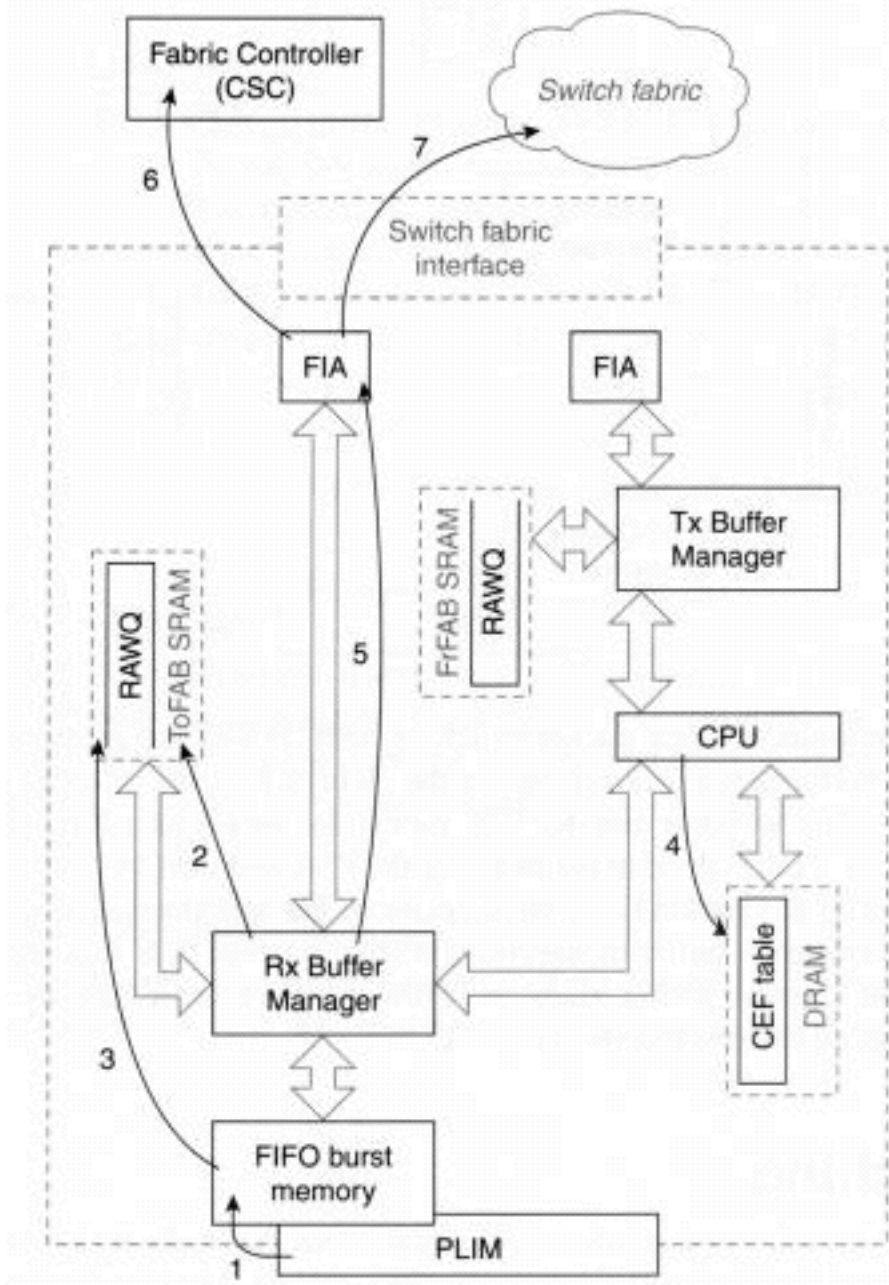 Fabric Controller
(CSC)
Switch fabric
7
6
Switch fabric
interface
FIA
FIA
Tx Buffer
Manager
FrFAB SRAM
RAWQ
RAWQ
ToFAB SRAM
5
CPU
2
4
Rx Buffer
Manager
CEF table
DRAM
3
FIFO burst
memory
PLIM
1